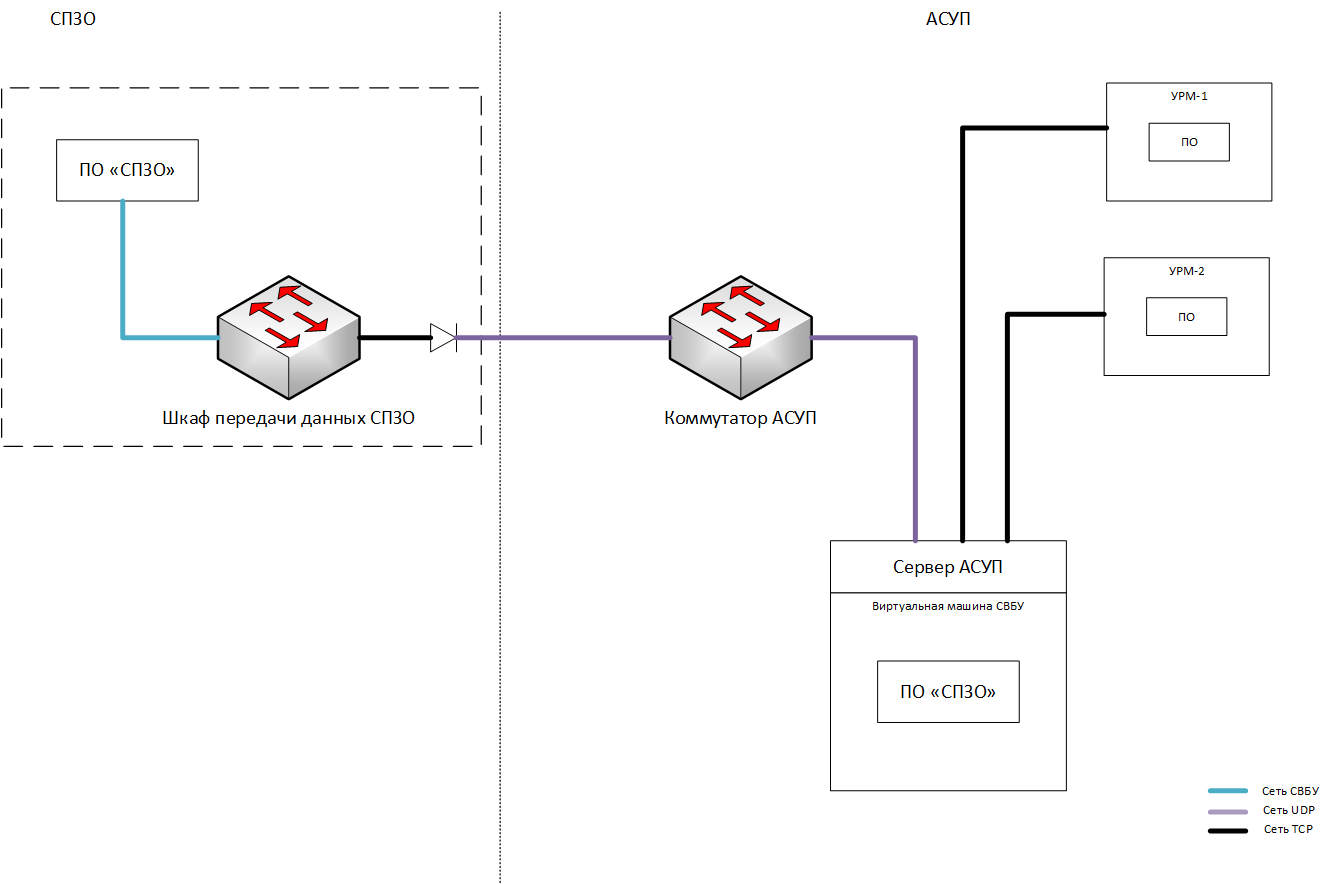 СПЗО
АСУП
УРМ-1
ПО
ПО «СПЗО»
УРМ-2
ПО
Шкаф передачи данных СПЗО
Коммутатор АСУП
Сервер АСУП
Виртуальная машина СВБУ
ПО «СПЗО»
Сеть СВБУ
Сеть UDP
Сеть TCP